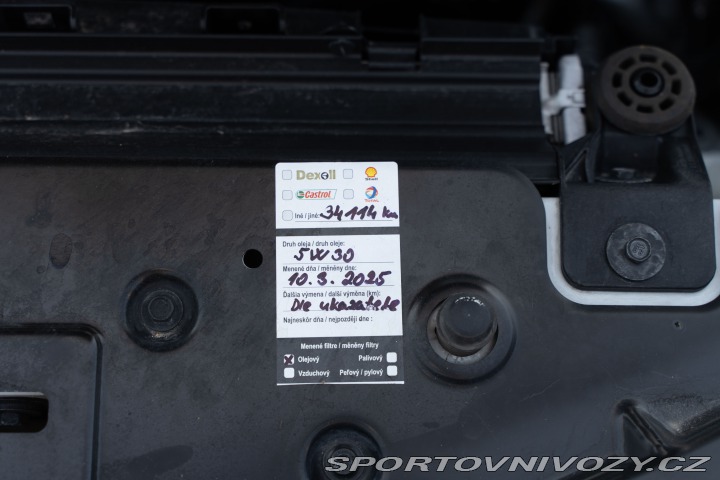 Dexoll Shell
Castrol TOTAL
Iné / jiné: 34114 km
Druh oleja / druh oleje:
5W30
Menené dňa / měněny dne:
10.3.2025
Ďalšia výmena / další výměna (km):
Dle ukazatele
Najneskôr dňa / nejpozději dne :
Menené filtre / měněny filtry
Olejový Palivový
Vzduchový Peľový / pylový
SPORTOVNIVOZY.CZ